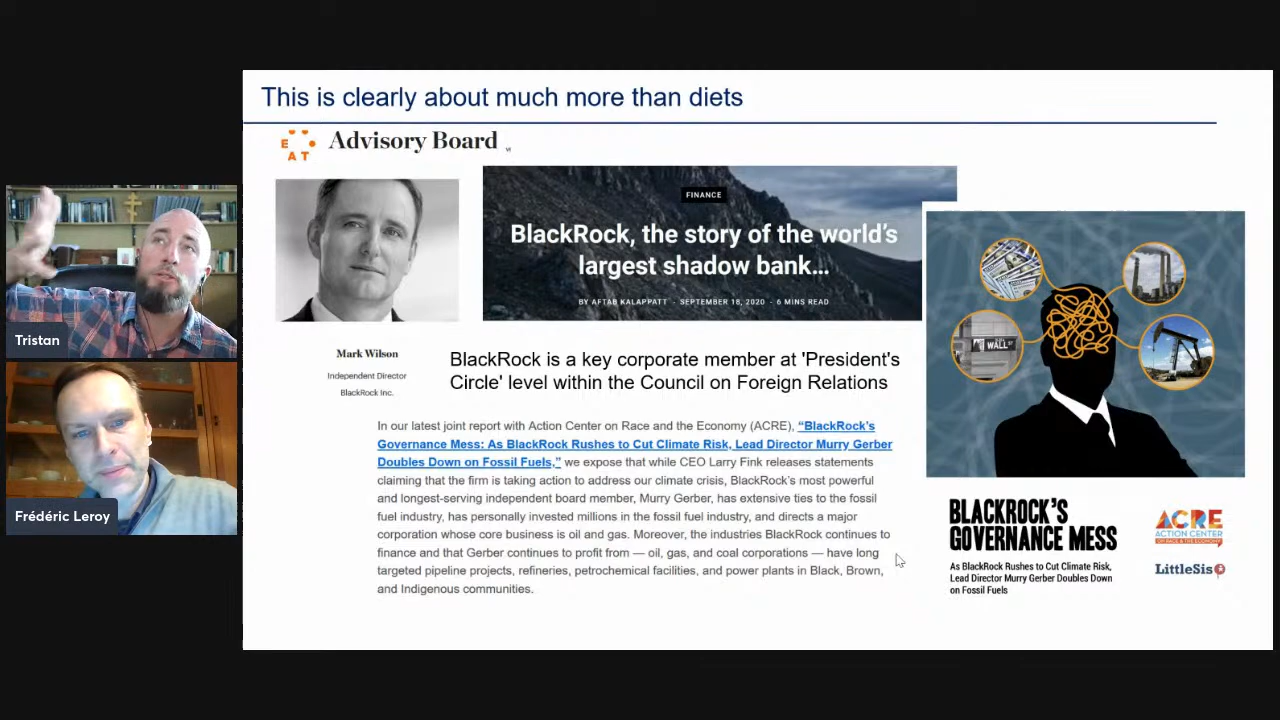 This is clearly about much more than diets
E
AT
Advisory Board
FINANCE
BlackRock, the story of the world's
largest shadow bank...
BY AFTAB KALAPPATT - SEPTEMBER 18, 2020 - 6 MINS READ
WALL ST
Tristan
Mark Wilson
Independent Director
BlackRock Inc.
BlackRock is a key corporate member at 'President's
Circle' level within the Council on Foreign Relations
In our latest joint report with Action Center on Race and the Economy (ACRE), “BlackRock’s
Governance Mess: As BlackRock Rushes to Cut Climate Risk, Lead Director Murry Gerber
Doubles Down on Fossil Fuels,” we expose that while CEO Larry Fink releases statements
claiming that the firm is taking action to address our climate crisis, BlackRock’s most powerful
and longest-serving independent board member, Murry Gerber, has extensive ties to the fossil
fuel industry, has personally invested millions in the fossil fuel industry, and directs a major
corporation whose core business is oil and gas. Moreover, the industries BlackRock continues to
finance and that Gerber continues to profit from — oil, gas, and coal corporations — have long
targeted pipeline projects, refineries, petrochemical facilities, and power plants in Black, Brown,
and Indigenous communities.
Frédéric Leroy
BLACKROCK'S
GOVERNANCE MESS
As BlackRock Rushes to Cut Climate Risk,
Lead Director Murry Gerber Doubles Down
on Fossil Fuels
ACRE
ACTION CENTER
ON RACE & THE ECONOMY
LittleSis